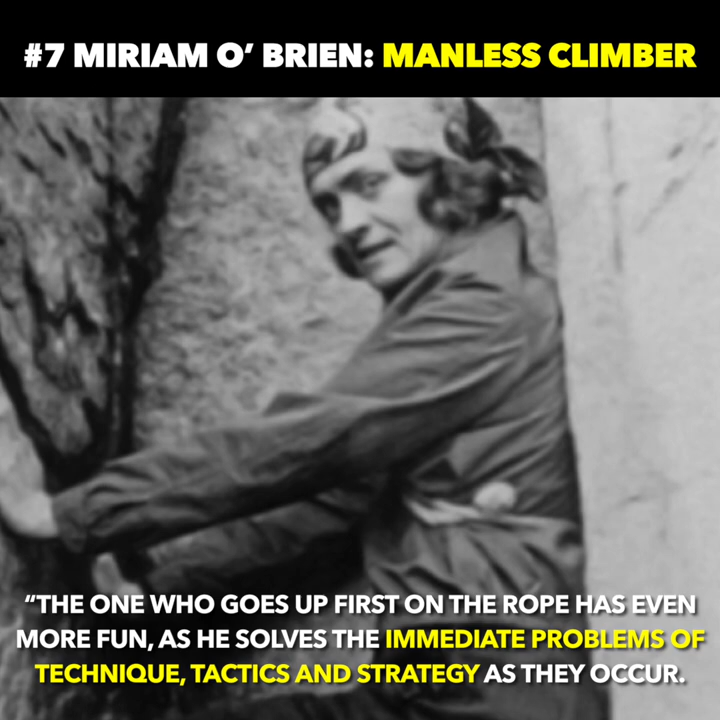 #7 MIRIAM O' BRIEN: MANLESS CLIMBER
“THE ONE WHO GOES UP FIRST ON THE ROPE HAS EVEN
MORE FUN, AS HE SOLVES THE IMMEDIATE PROBLEMS OF
TECHNIQUE, TACTICS AND STRATEGY AS THEY OCCUR.